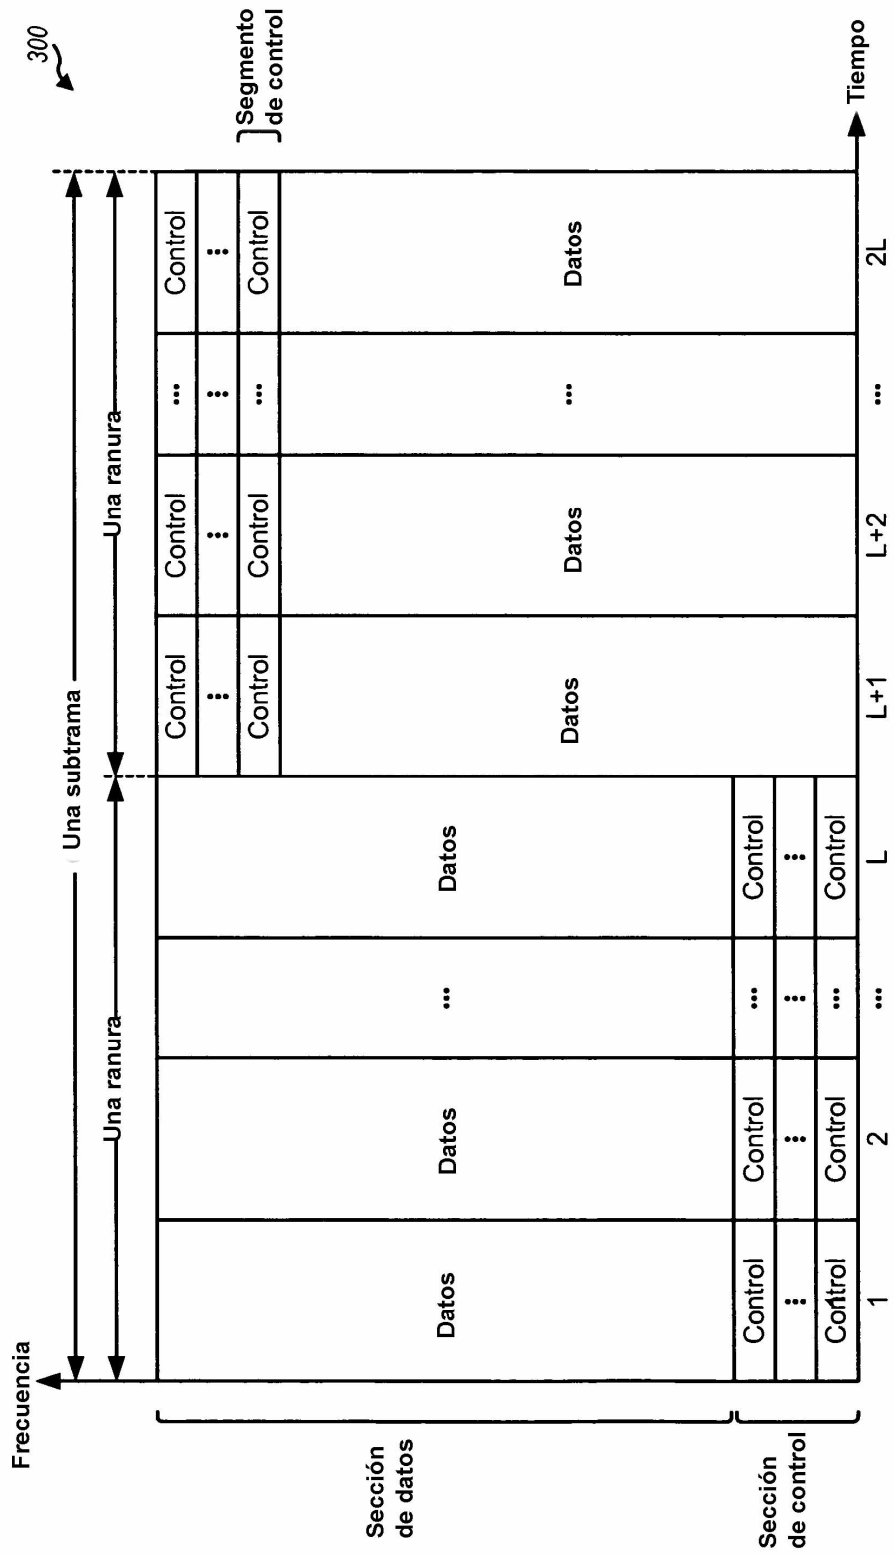 300
Frecuencia
Una subtrama
Una ranura
Una ranura
Segmento
de control
Sección
de datos
Sección
de control
Control
Control
...
Control
...
...
...
...
Control
Control
...
Control
Datos
Datos
...
Datos
Datos
Datos
...
Datos
Control
Control
...
Control
...
...
...
...
Control
Control
...
Control
1
2
...
L
L+1
L+2
...
2L
Tiempo